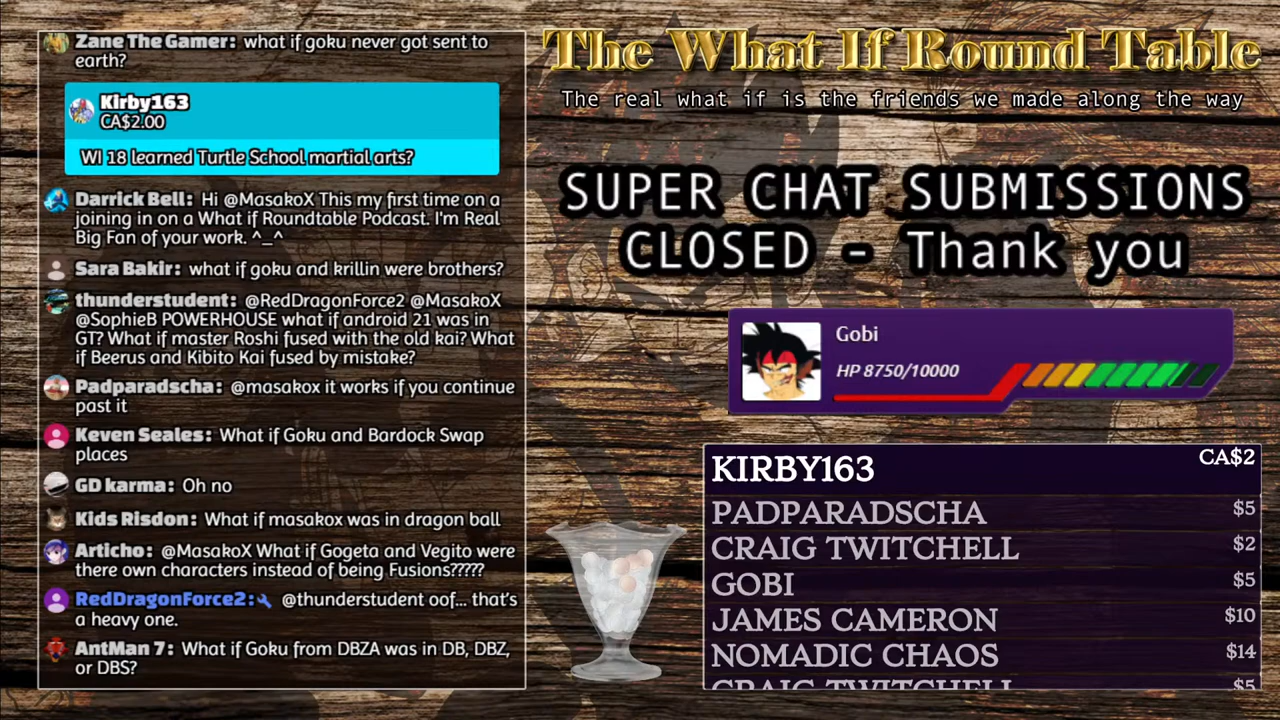 Zane The Gamer: what if goku never got sent to
earth?
Kirby163
CA$2.00
WI 18 learned Turtle School martial arts?
Darrick Bell: Hi @MasakoX This my first time on a
joining in on a What if Roundtable Podcast. I'm Real
Big Fan of your work. ^_^
Sara Bakir: what if goku and krillin were brothers?
thunderstudent: @RedDragonForce2 @MasakoX
@SophieB POWERHOUSE what if android 21 was in
GT? What if master Roshi fused with the old kai? What
if Beerus and Kibito Kai fused by mistake?
Padparadscha: @masakox it works if you continue
past it
Keven Seales: What if Goku and Bardock Swap
places
GD karma: Oh no
Kids Risdon: What if masakox was in dragon ball
Articho: @MasakoX What if Gogeta and Vegito were
there own characters instead of being Fusions?????
RedDragonForce2: @thunderstudent oof... that's
a heavy one.
AntMan 7: What if Goku from DBZA was in DB, DBZ,
or DBS?
The What If Round Table
The real what if is the friends we made along the way
SUPER CHAT SUBMISSIONS
CLOSED - Thank you
Gobi
HP 8750/10000
KIRBY163 CA$2
PADPARADSCHA $5
CRAIG TWITCHELL $2
GOBI $5
JAMES CAMERON $10
NOMADIC CHAOS $14
CRAIG TWITCHELL $5